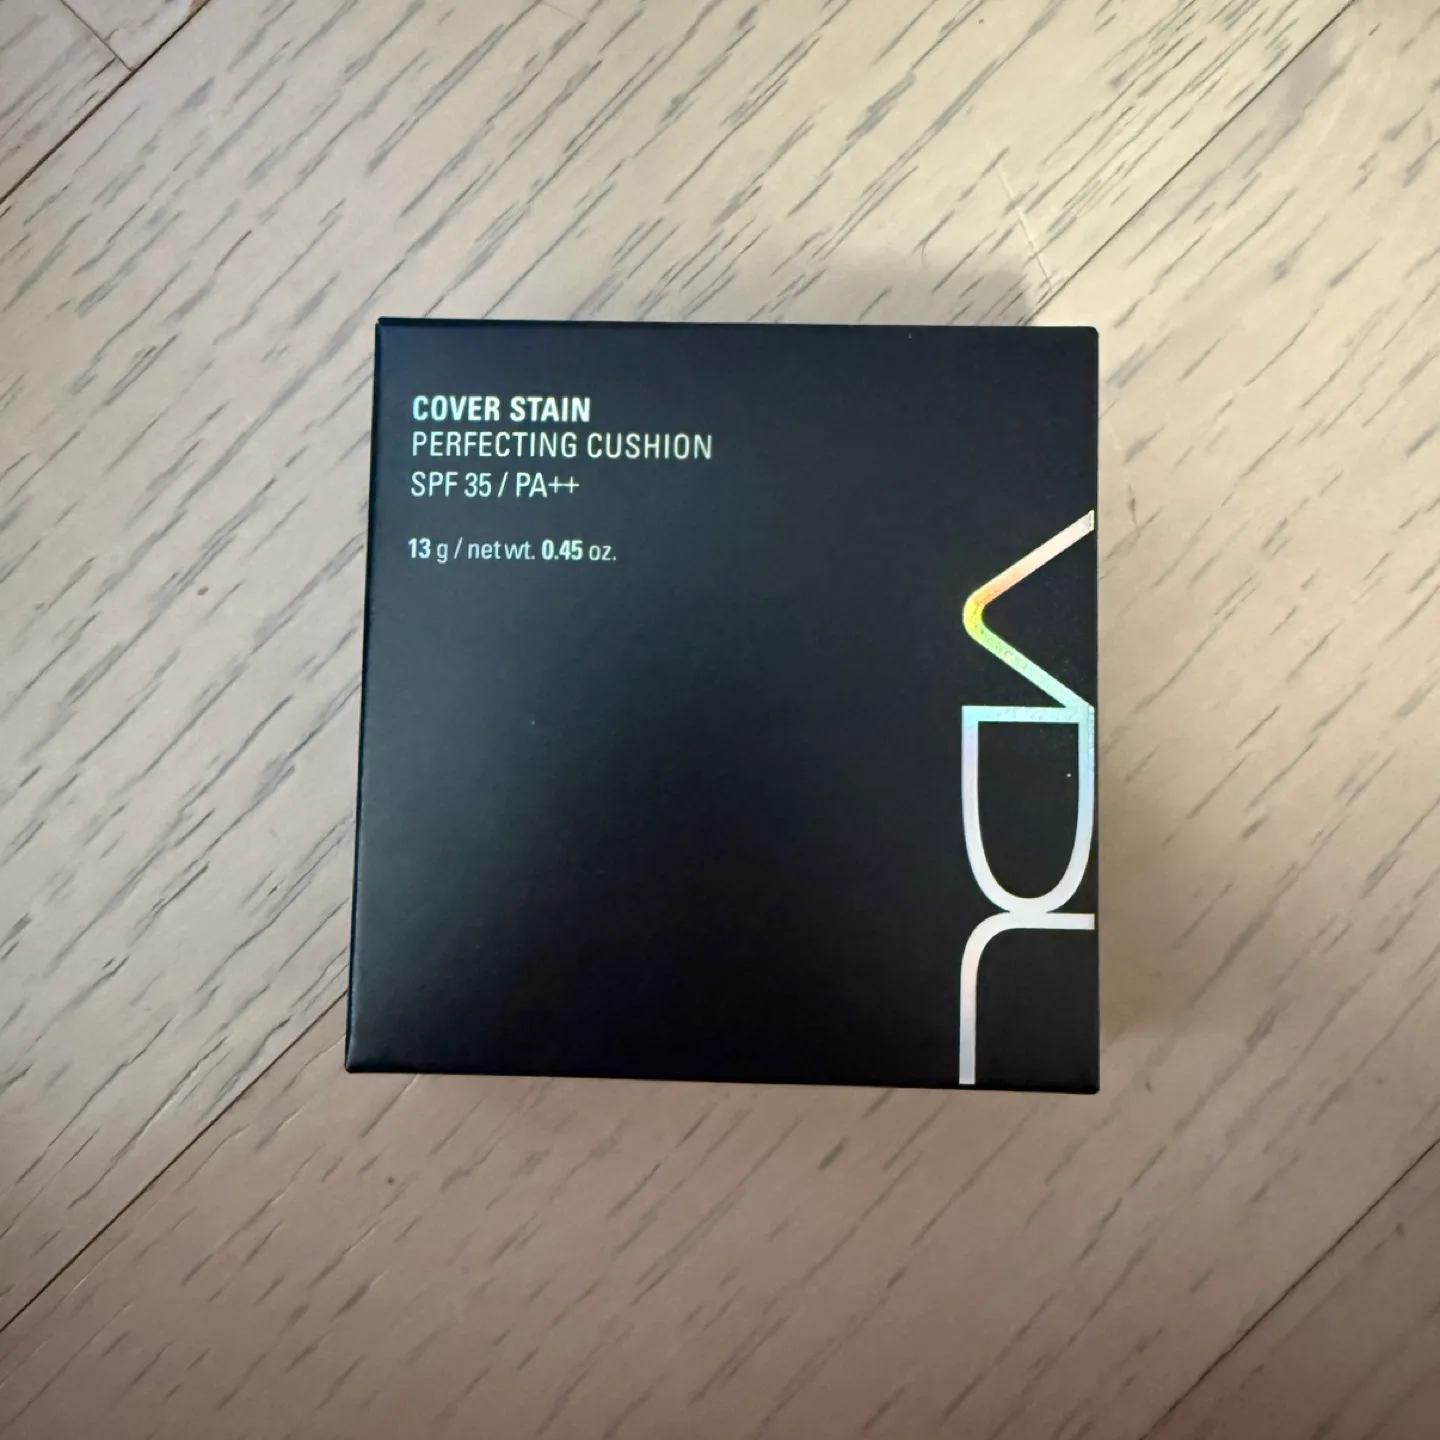 COVER STAIN
PERFECTING CUSHION
SPF 35 / PA++
13 g / net wt. 0.45 oz.
VDL